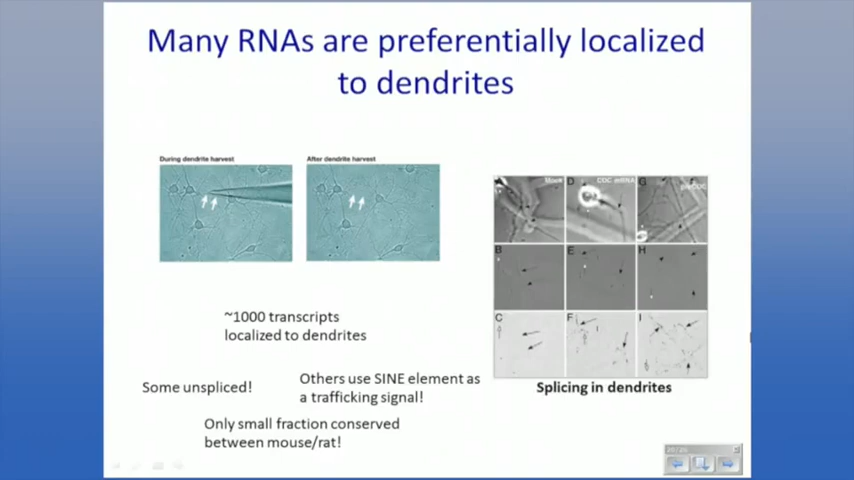 Many RNAs are preferentially localized
to dendrites
During dendrite harvest
After dendrite harvest
D
G
B
E
H
C
F
I
~1000 transcripts
localized to dendrites
Some unspliced!
Others use SINE element as
a trafficking signal!
Splicing in dendrites
Only small fraction conserved
between mouse/rat!